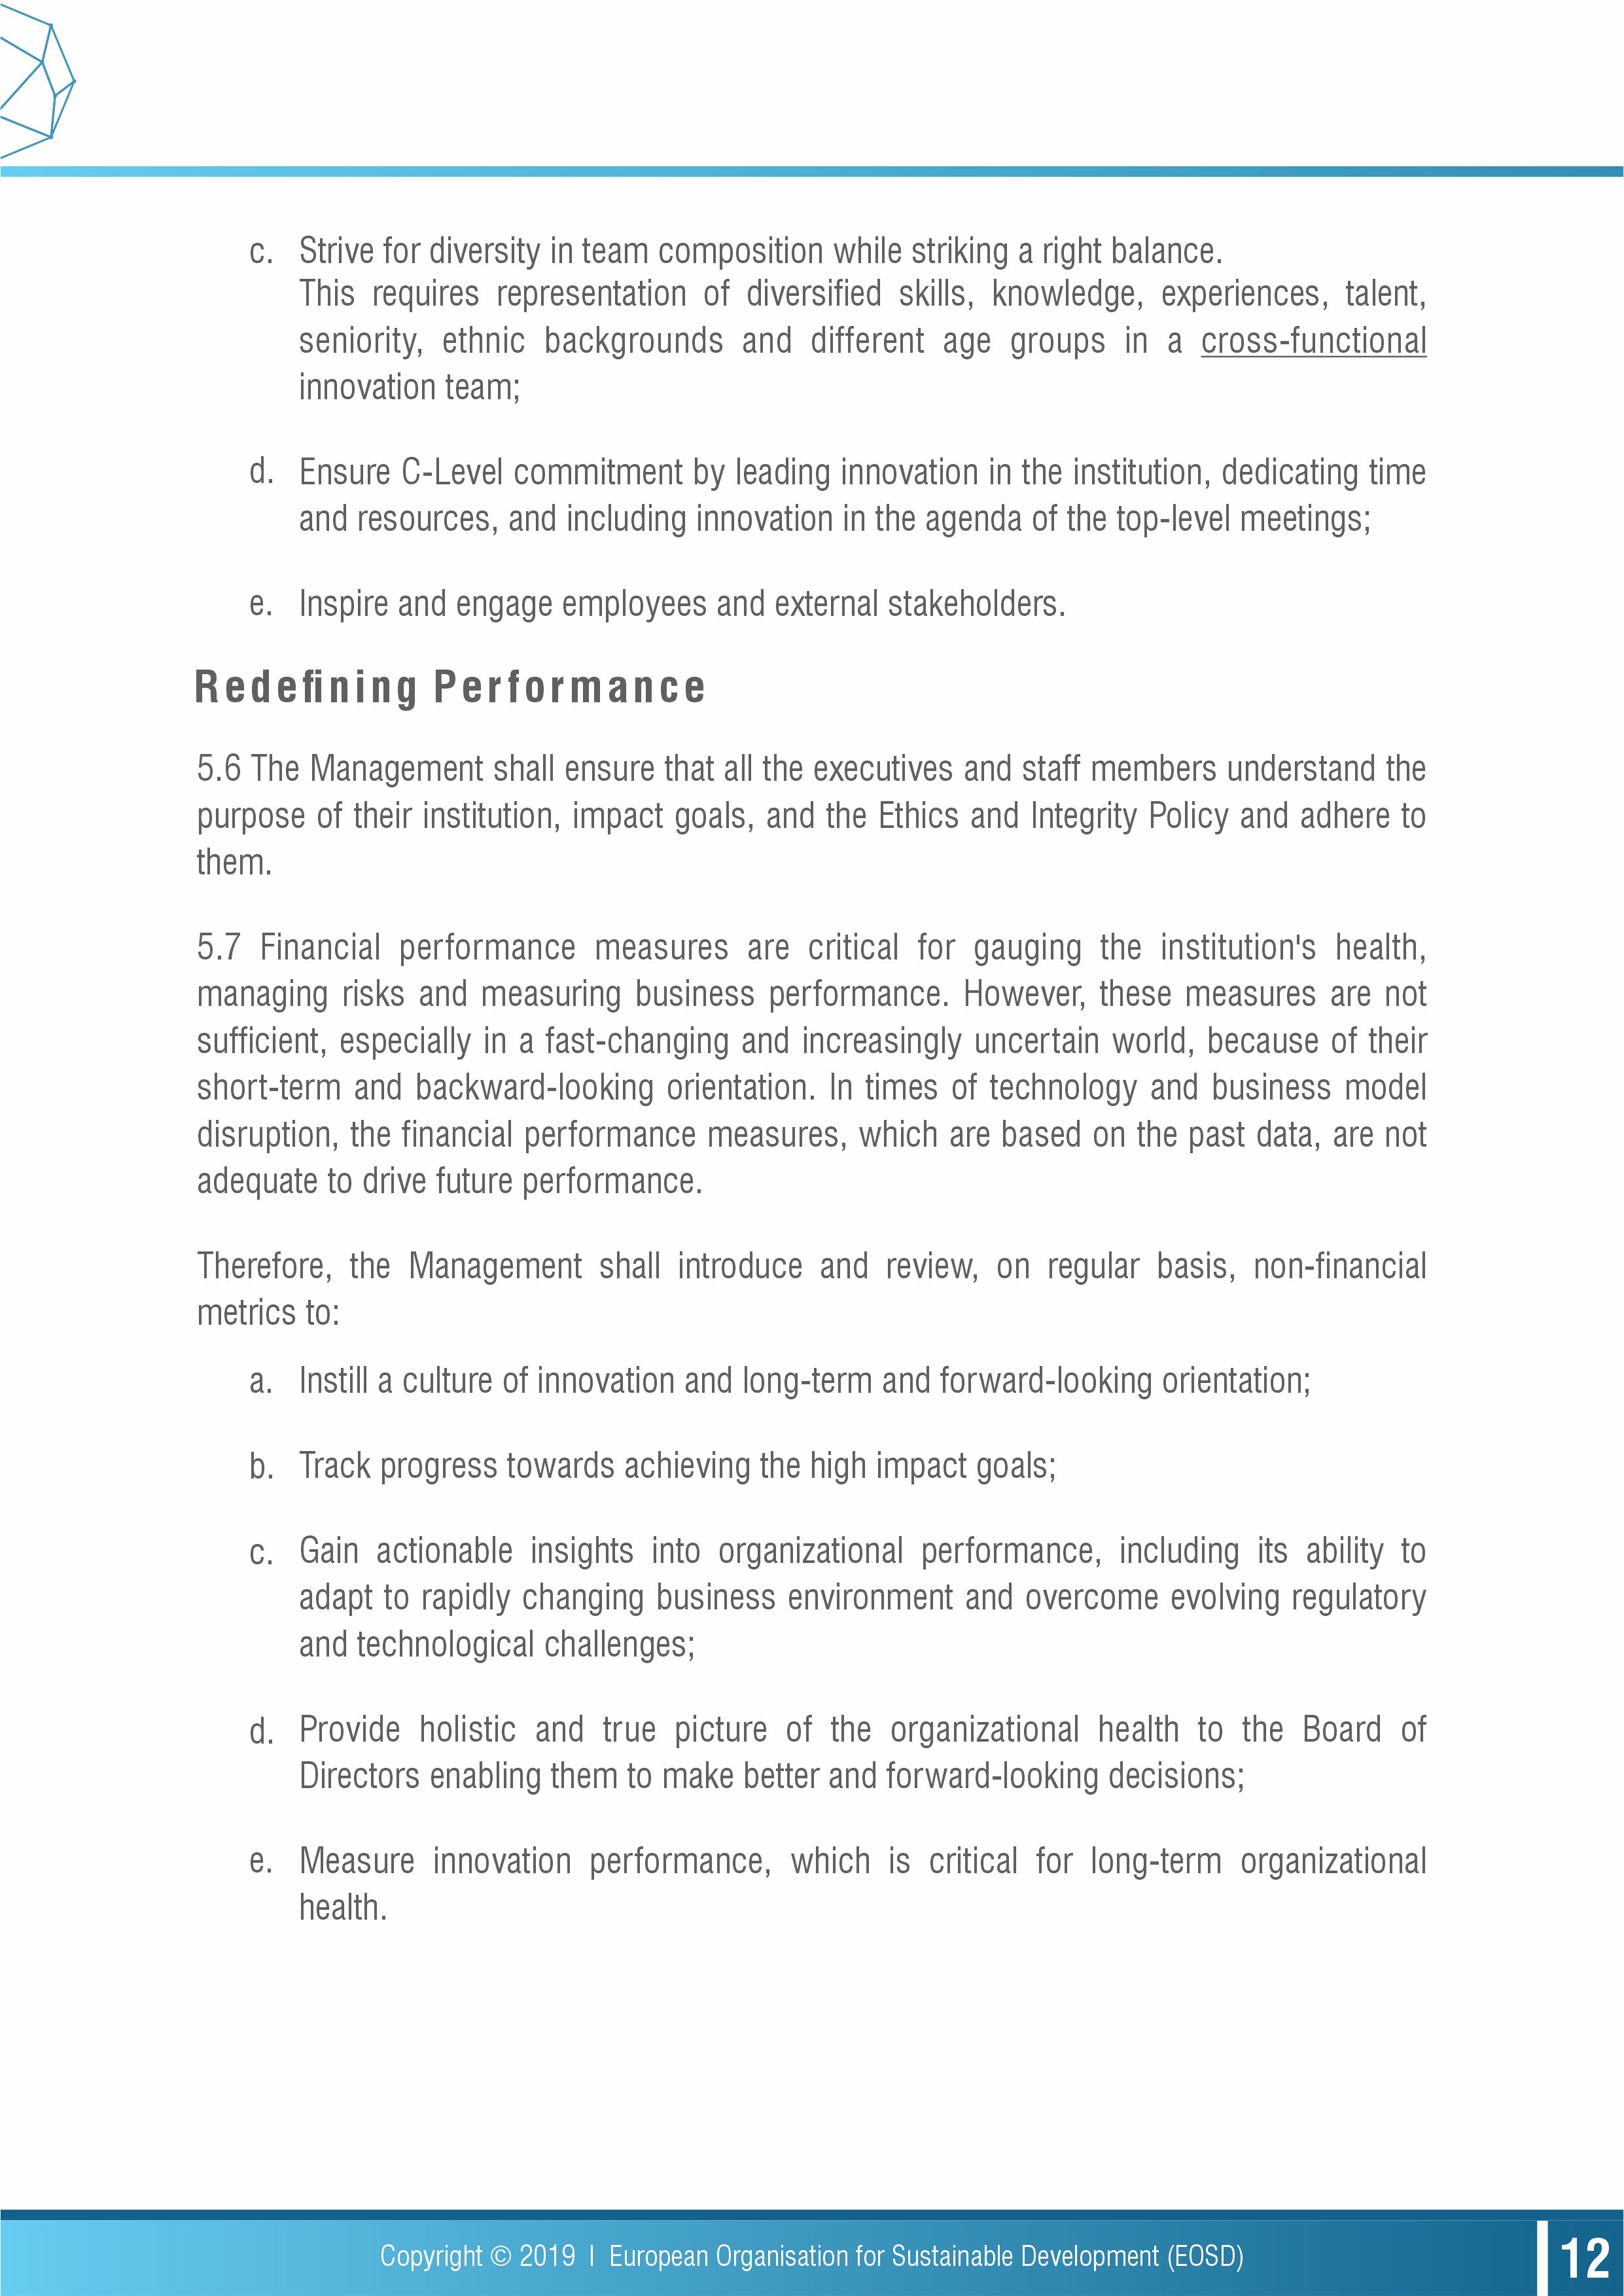 c. Strive for diversity in team composition while striking a right balance.
This requires representation of diversified skills, knowledge, experiences, talent,
seniority, ethnic backgrounds and different age groups in a cross-functional
innovation team;
d. Ensure C-Level commitment by leading innovation in the institution, dedicating time
and resources, and including innovation in the agenda of the top-level meetings;
e. Inspire and engage employees and external stakeholders.
Redefining Performance
5.6 The Management shall ensure that all the executives and staff members understand the
purpose of their institution, impact goals, and the Ethics and Integrity Policy and adhere to
them.
5.7 Financial performance measures are critical for gauging the institution's health,
managing risks and measuring business performance. However, these measures are not
sufficient, especially in a fast-changing and increasingly uncertain world, because of their
short-term and backward-looking orientation. In times of technology and business model
disruption, the financial performance measures, which are based on the past data, are not
adequate to drive future performance.
Therefore, the Management shall introduce and review, on regular basis, non-financial
metrics to:
a. Instill a culture of innovation and long-term and forward-looking orientation;
b. Track progress towards achieving the high impact goals;
c. Gain actionable insights into organizational performance, including its ability to
adapt to rapidly changing business environment and overcome evolving regulatory
and technological challenges;
d. Provide holistic and true picture of the organizational health to the Board of
Directors enabling them to make better and forward-looking decisions;
e. Measure innovation performance, which is critical for long-term organizational
health.
Copyright © 2019 | European Organisation for Sustainable Development (EOSD)
12